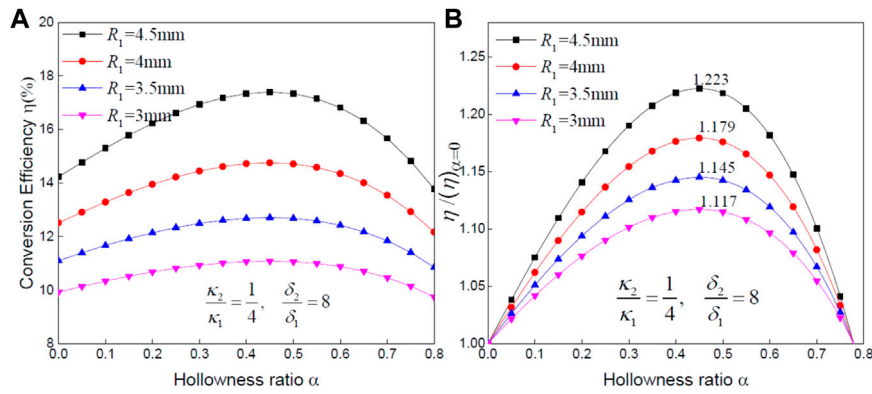 A
20
18
16
14
12
10
8
Conversion Efficiency η(%)
R₁=4.5mm
R₁=4mm
R₁=3.5mm
R₁=3mm
κ₂/κ₁=1/4, δ₂/δ₁=8
0.0 0.1 0.2 0.3 0.4 0.5 0.6 0.7 0.8
Hollowness ratio α
B
1.25
1.20
1.15
1.10
1.05
1.00
η/(η)α=0
R₁=4.5mm
R₁=4mm
R₁=3.5mm
R₁=3mm
1.223
1.179
1.145
1.117
κ₂/κ₁=1/4, δ₂/δ₁=8
0.0 0.1 0.2 0.3 0.4 0.5 0.6 0.7 0.8
Hollowness ratio α